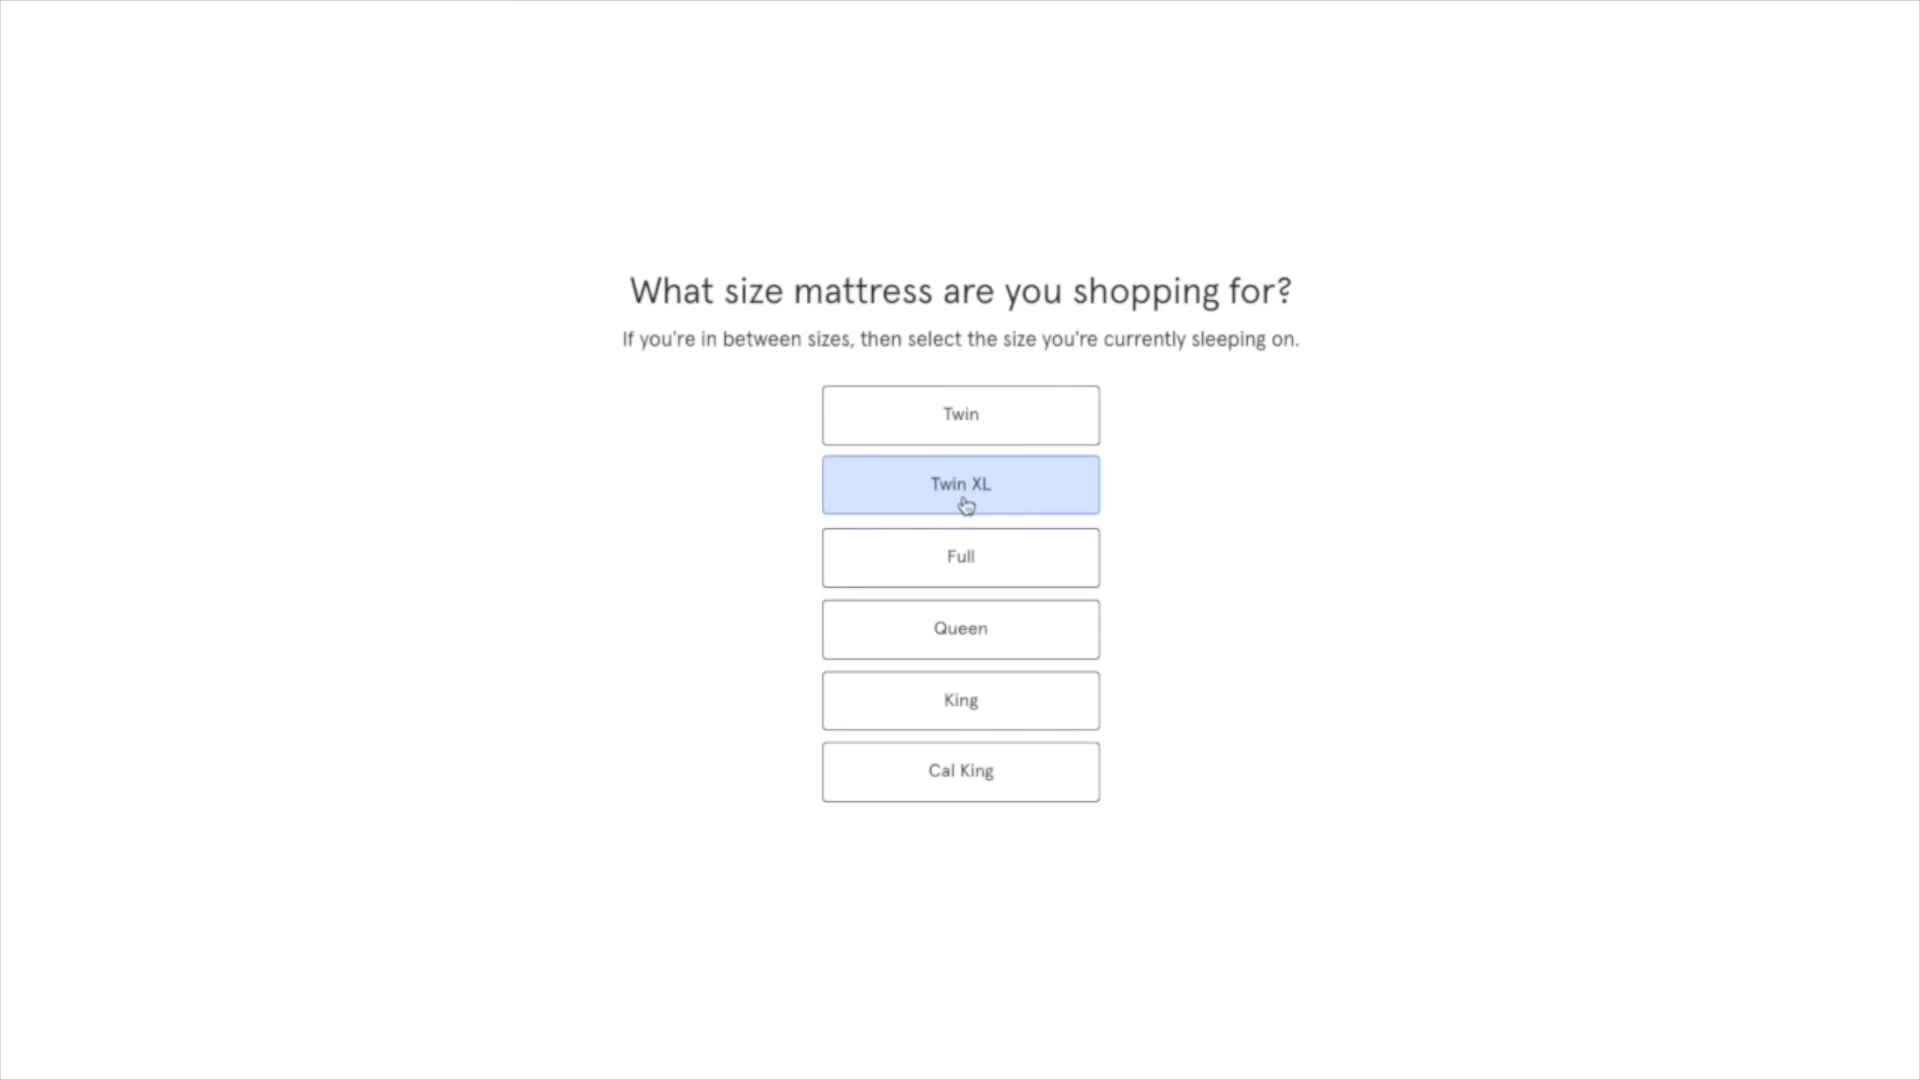 What size mattress are you shopping for?
If you're in between sizes, then select the size you're currently sleeping on.
Twin
Twin XL
Full
Queen
King
Cal King